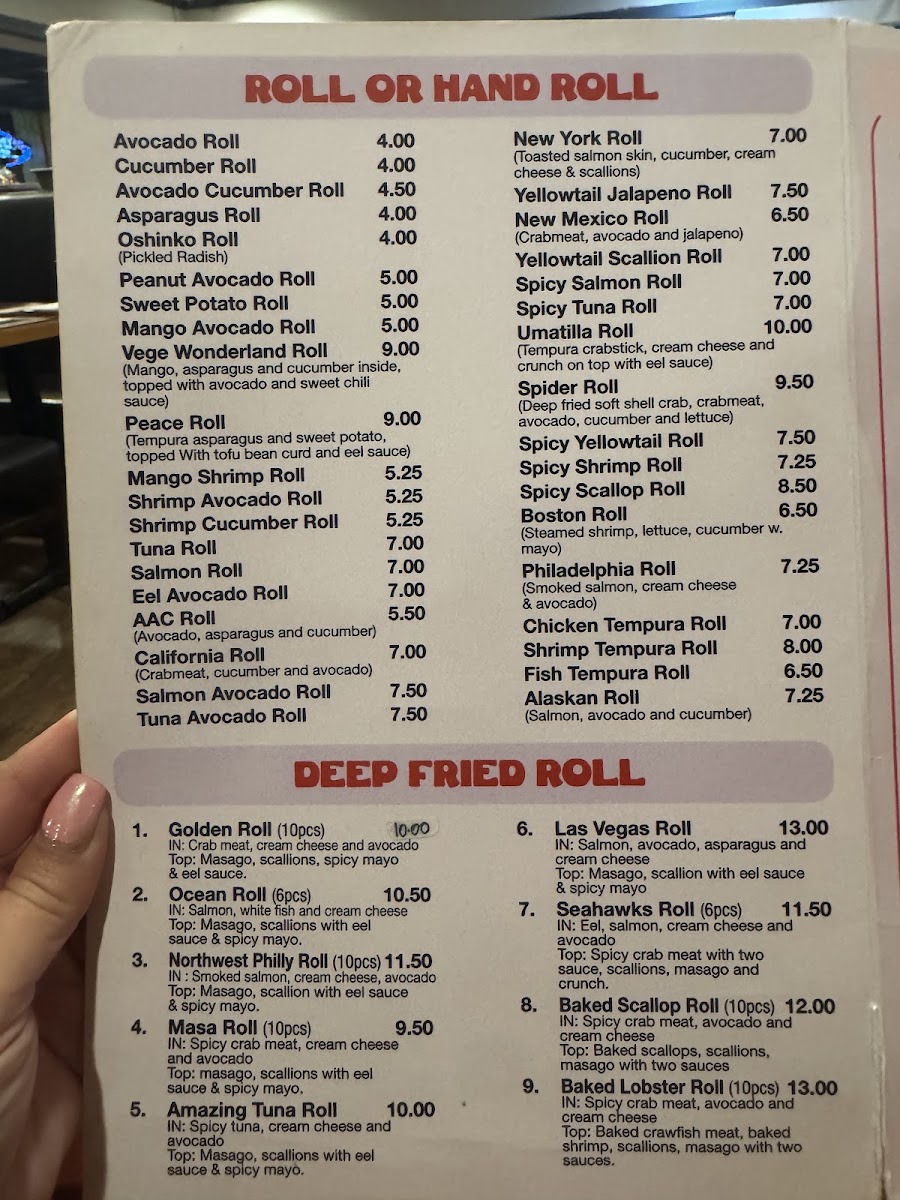 ROLL OR HAND ROLL
Avocado Roll 4.00
Cucumber Roll 4.00
Avocado Cucumber Roll 4.50
Asparagus Roll 4.00
Oshinko Roll 4.00
(Pickled Radish)
Peanut Avocado Roll 5.00
Sweet Potato Roll 5.00
Mango Avocado Roll 5.00
Vege Wonderland Roll 9.00
(Mango, asparagus and cucumber inside,
topped with avocado and sweet chili
sauce)
Peace Roll 9.00
(Tempura asparagus and sweet potato,
topped With tofu bean curd and eel sauce)
Mango Shrimp Roll 5.25
Shrimp Avocado Roll 5.25
Shrimp Cucumber Roll 5.25
Tuna Roll 7.00
Salmon Roll 7.00
Eel Avocado Roll 7.00
AAC Roll 5.50
(Avocado, asparagus and cucumber)
California Roll 7.00
(Crabmeat, cucumber and avocado)
Salmon Avocado Roll 7.50
Tuna Avocado Roll 7.50
New York Roll 7.00
(Toasted salmon skin, cucumber, cream
cheese & scallions)
Yellowtail Jalapeno Roll 7.50
New Mexico Roll 6.50
(Crabmeat, avocado and jalapeno)
Yellowtail Scallion Roll 7.00
Spicy Salmon Roll 7.00
Spicy Tuna Roll 7.00
Umatilla Roll 10.00
(Tempura crabstick, cream cheese and
crunch on top with eel sauce)
Spider Roll 9.50
(Deep fried soft shell crab, crabmeat,
avocado, cucumber and lettuce)
Spicy Yellowtail Roll 7.50
Spicy Shrimp Roll 7.25
Spicy Scallop Roll 8.50
Boston Roll 6.50
(Steamed shrimp, lettuce, cucumber w.
mayo)
Philadelphia Roll 7.25
(Smoked salmon, cream cheese
& avocado)
Chicken Tempura Roll 7.00
Shrimp Tempura Roll 8.00
Fish Tempura Roll 6.50
Alaskan Roll 7.25
(Salmon, avocado and cucumber)
DEEP FRIED ROLL
1. Golden Roll (10pcs) 10.00
IN: Crab meat, cream cheese and avocado
Top: Masago, scallions, spicy mayo
& eel sauce.
2. Ocean Roll (6pcs) 10.50
IN: Salmon, white fish and cream cheese
Top: Masago, scallions with eel
sauce & spicy mayo.
3. Northwest Philly Roll (10pcs) 11.50
IN : Smoked salmon, cream cheese, avocado
Top: Masago, scallion with eel sauce
& spicy mayo.
4. Masa Roll (10pcs) 9.50
IN: Spicy crab meat, cream cheese
and avocado
Top: masago, scallions with eel
sauce & spicy mayo.
5. Amazing Tuna Roll 10.00
IN: Spicy tuna, cream cheese and
avocado
Top: Masago, scallions with eel
sauce & spicy mayo.
6. Las Vegas Roll 13.00
IN: Salmon, avocado, asparagus and
cream cheese
Top: Masago, scallion with eel sauce
& spicy mayo
7. Seahawks Roll (6pcs) 11.50
IN: Eel, salmon, cream cheese and
avocado
Top: Spicy crab meat with two
sauce, scallions, masago and
crunch.
8. Baked Scallop Roll (10pcs) 12.00
IN: Spicy crab meat, avocado and
cream cheese
Top: Baked scallops, scallions,
masago with two sauces
9. Baked Lobster Roll (10pcs) 13.00
IN: Spicy crab meat, avocado and
cream cheese
Top: Baked crawfish meat, baked
shrimp, scallions, masago with two
sauces.